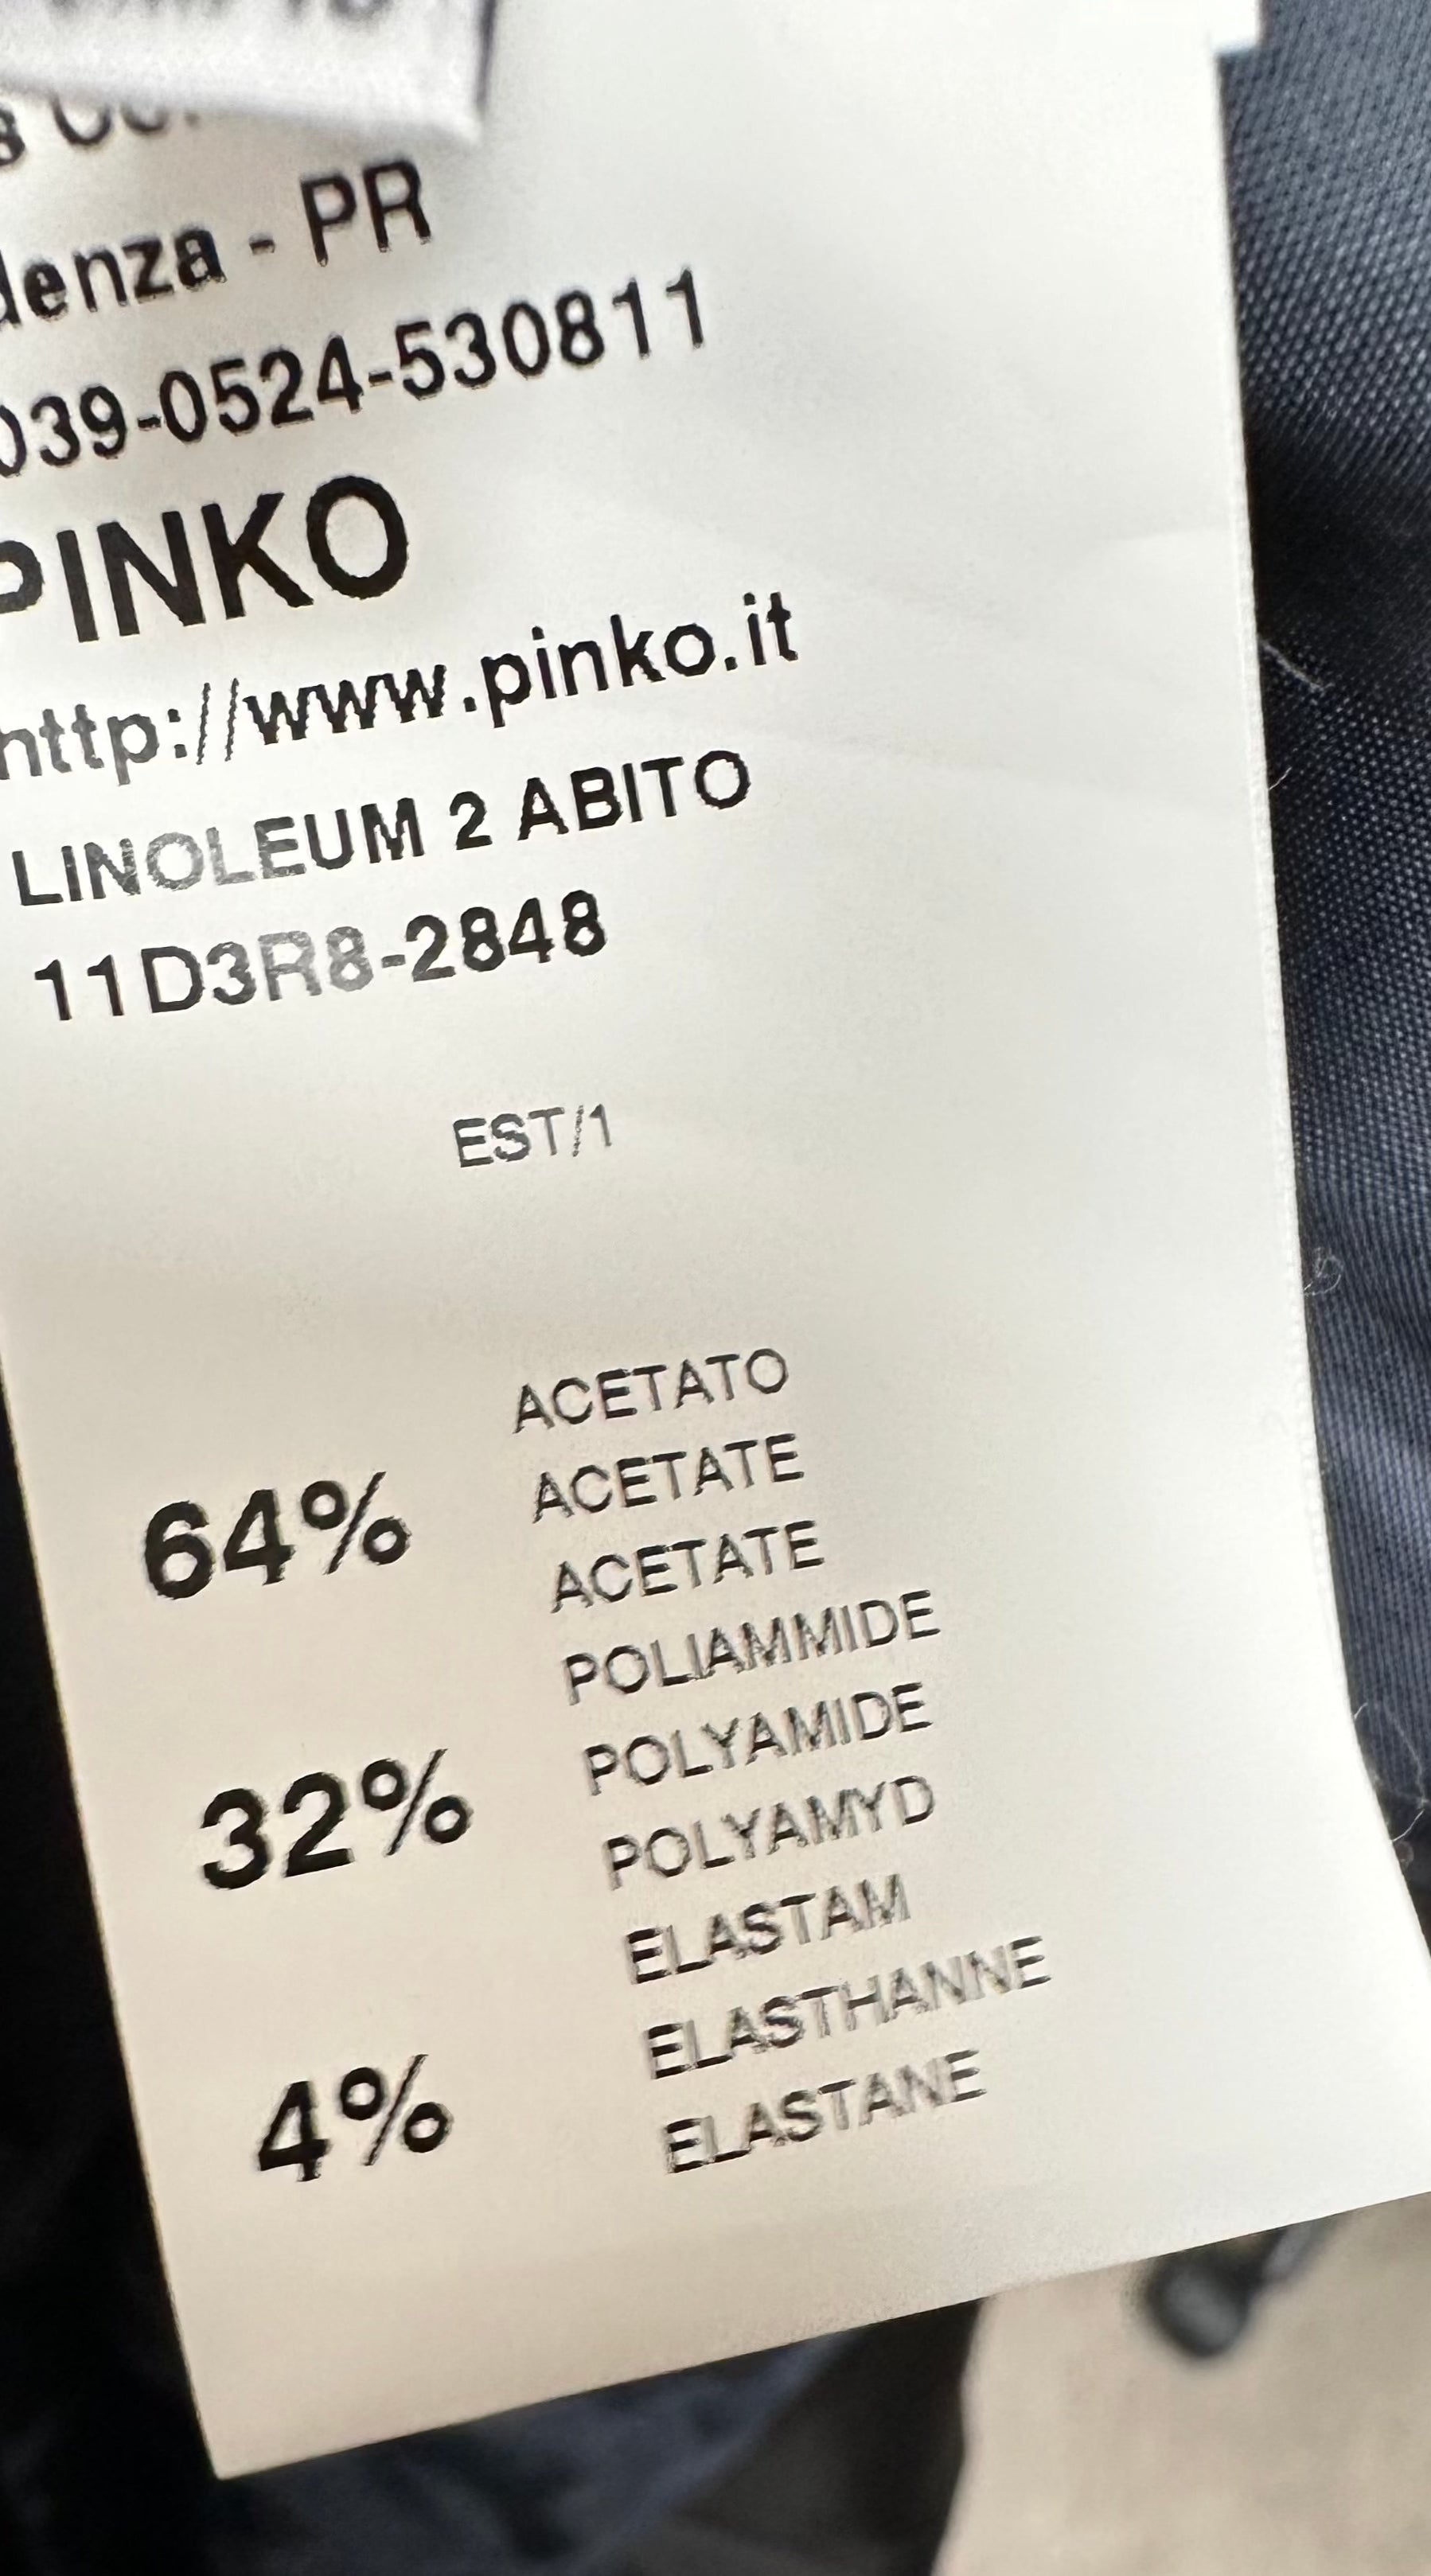 denza - PR
039-0524-530811
PINKO
http://www.pinko.it
LINOLEUM 2 ABITO
11D3R8-2848
EST/1
ACETATO
64% ACETATE
ACETATE
POLIAMMIDE
32% POLYAMIDE
POLYAMYD
ELASTAM
4% ELASTHANNE
ELASTANE